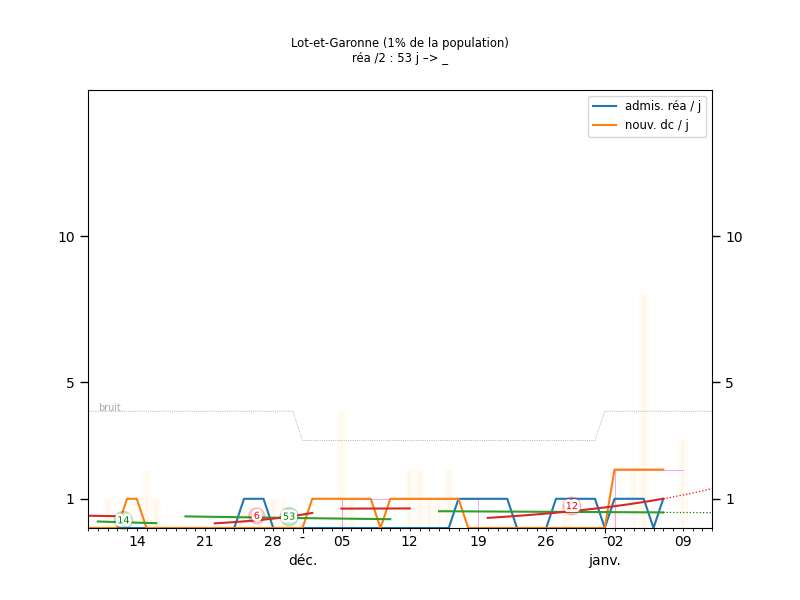 Lot-et-Garonne (1% de la population)
réa /2 : 53 j –> _
admis. réa / j
nouv. dc / j
10
10
5
5
bruit
1
1
14
6
53
12
14
21
28
05
12
19
26
02
09
déc.
janv.